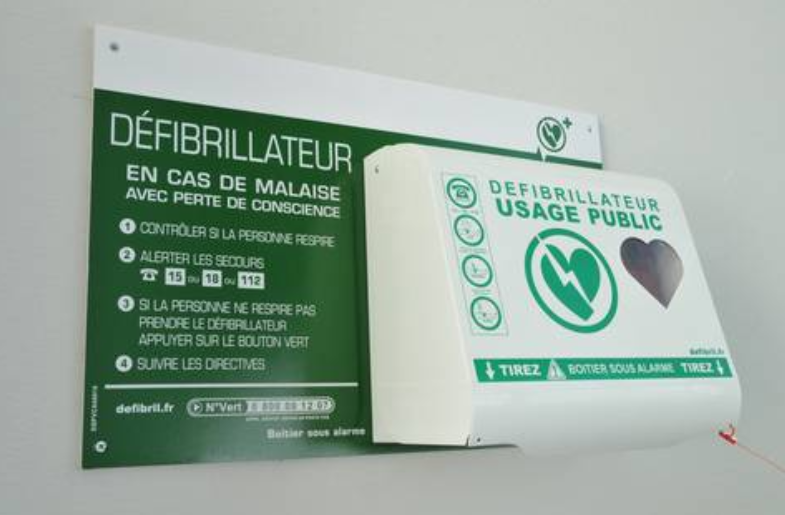 DÉFIBRILLATEUR
EN CAS DE MALAISE
AVEC PERTE DE CONSCIENCE
1 CONTRÔLER SI LA PERSONNE RESPIRE
2 ALERTER LES SECOURS
15 ou 18 ou 112
3 SI LA PERSONNE NE RESPIRE PAS
PRENDRE LE DÉFIBRILLATEUR
APPUYER SUR LE BOUTON VERT
4 SUIVRE LES DIRECTIVES
defibril.fr
N°Vert
Boitier sous alarme
DEFIBRILLATEUR
USAGE PUBLIC
defibril.fr
TIREZ BOITIER SOUS ALARME TIREZ